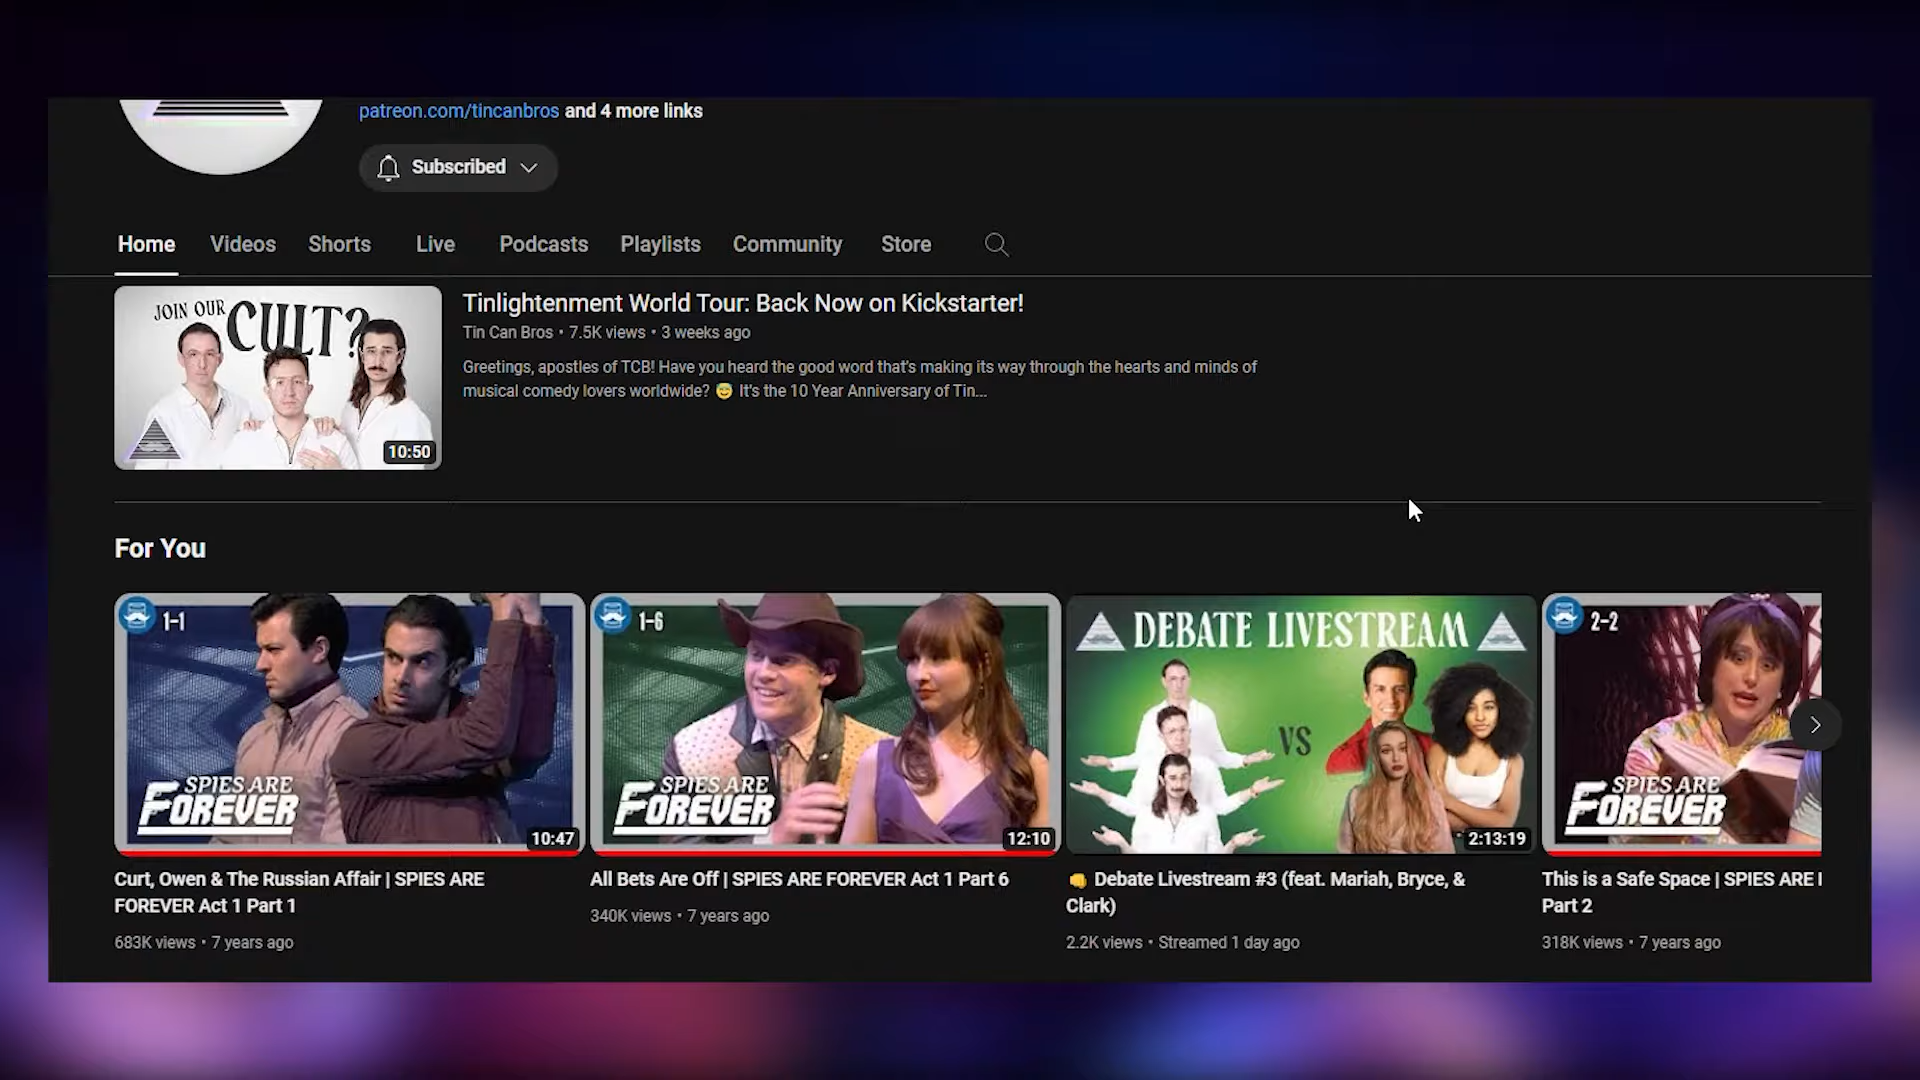 patreon.com/tincanbros and 4 more links
Subscribed
Home Videos Shorts Live Podcasts Playlists Community Store
JOIN OUR CULT?
10:50
Tinlightenment World Tour: Back Now on Kickstarter!
Tin Can Bros • 7.5K views • 3 weeks ago
Greetings, apostles of TCB! Have you heard the good word that's making its way through the hearts and minds of
musical comedy lovers worldwide? 😇 It's the 10 Year Anniversary of Tin...
For You
1-1
SPIES ARE
FOREVER
10:47
Curt, Owen & The Russian Affair | SPIES ARE
FOREVER Act 1 Part 1
683K views • 7 years ago
1-6
SPIES ARE
FOREVER
12:10
All Bets Are Off | SPIES ARE FOREVER Act 1 Part 6
340K views • 7 years ago
DEBATE LIVESTREAM
VS
2:13:19
👊 Debate Livestream #3 (feat. Mariah, Bryce, &
Clark)
2.2K views • Streamed 1 day ago
2-2
SPIES ARE
FOREVER
This is a Safe Space | SPIES ARE
Part 2
318K views • 7 years ago